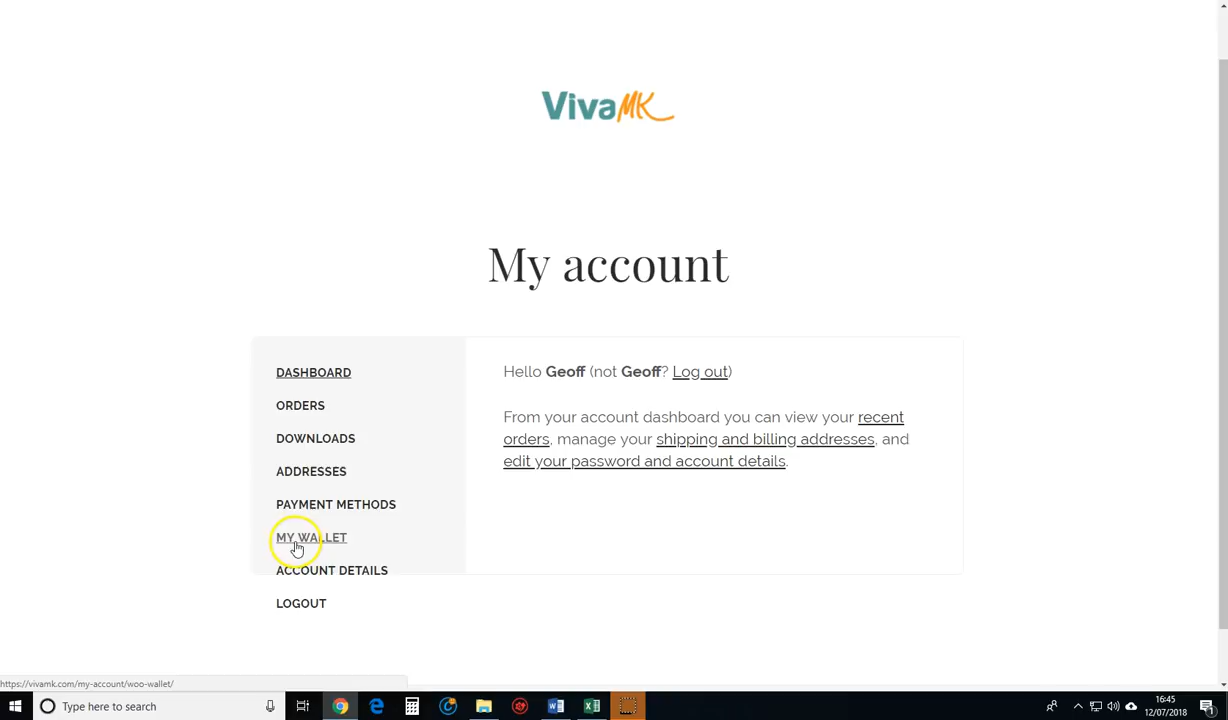 VivaMK
My account
DASHBOARD
ORDERS
DOWNLOADS
ADDRESSES
PAYMENT METHODS
MY WALLET
ACCOUNT DETAILS
LOGOUT
Hello Geoff (not Geoff? Log out)
From your account dashboard you can view your recent
orders, manage your shipping and billing addresses, and
edit your password and account details.
https://vivamk.com/my-account/woo-wallet/
Type here to search
16:45
12/07/2018
1